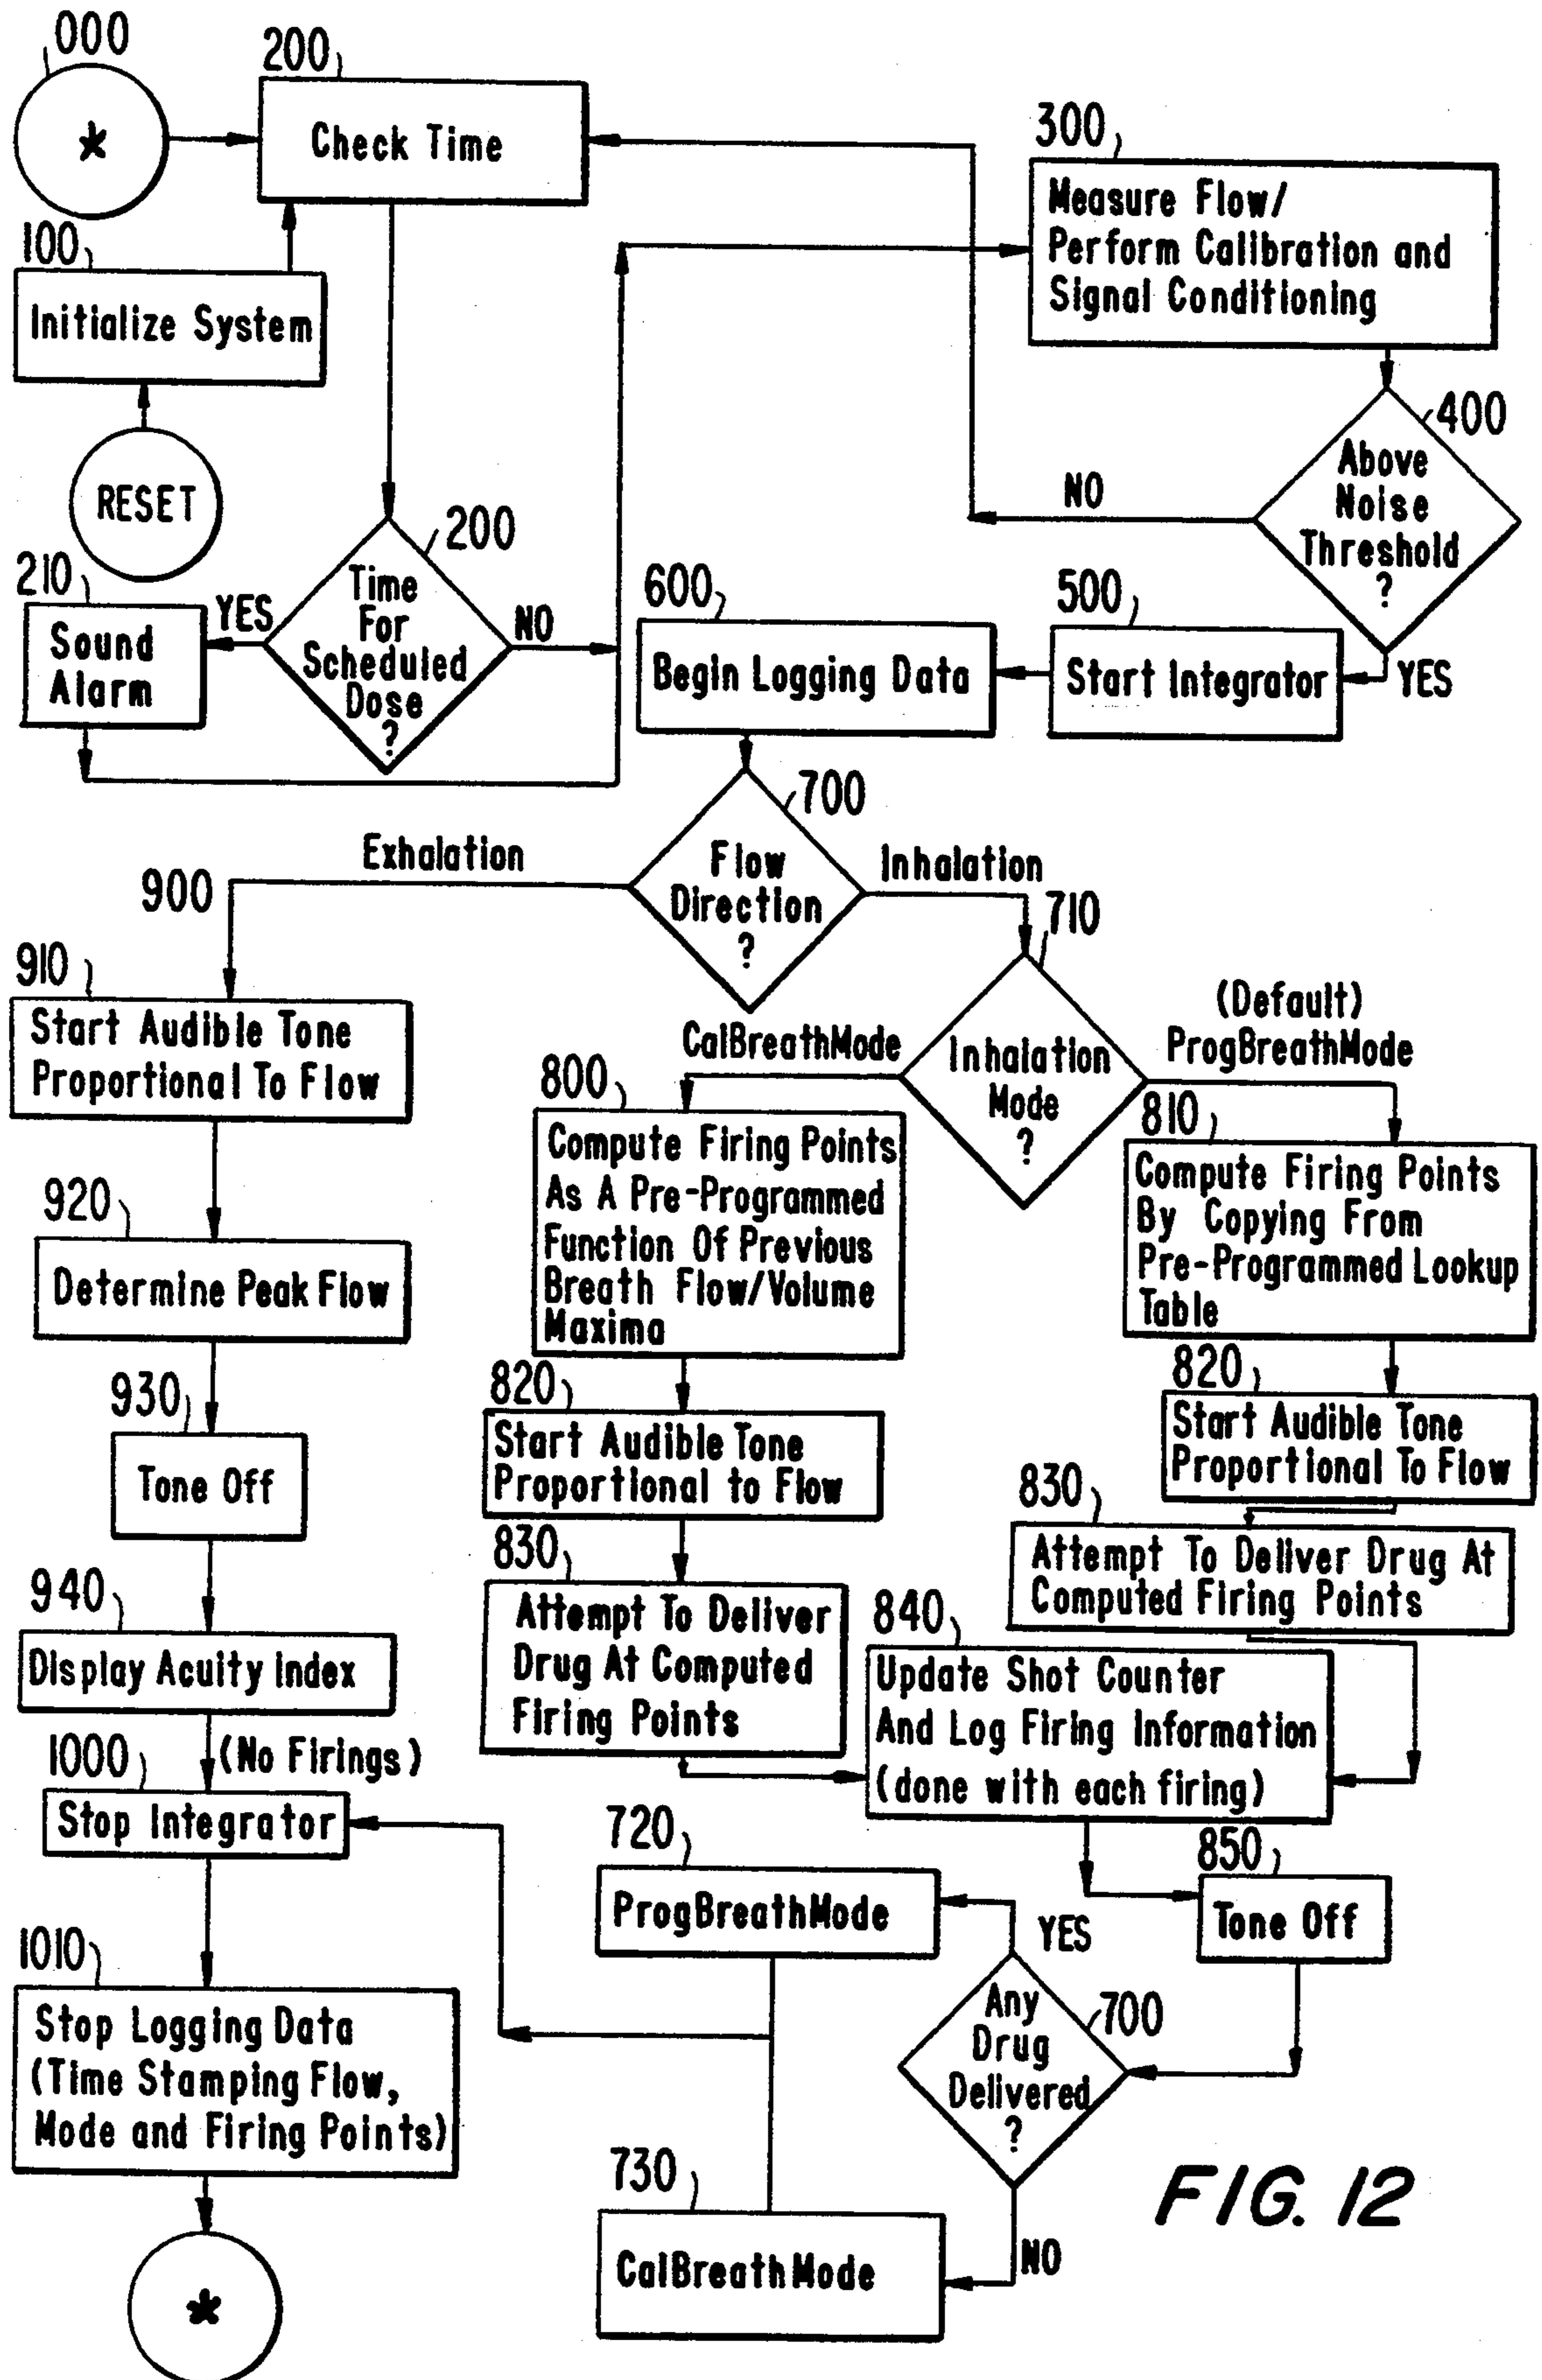 000
*
200
Check Time
300
Measure Flow/
Perform Calibration and
Signal Conditioning
100
Initialize System
RESET
400
Above
Noise
Threshold
?
NO
YES
200
Time
For
Scheduled
Dose
?
YES
NO
210
Sound
Alarm
500
Start Integrator
600
Begin Logging Data
700
Flow
Direction
?
Exhalation
Inhalation
900
910
Start Audible Tone
Proportional To Flow
920
Determine Peak Flow
930
Tone Off
940
Display Acuity Index
(No Firings)
1000
Stop Integrator
1010
Stop Logging Data
(Time Stamping Flow,
Mode and Firing Points)
*
710
Inhalation
Mode
?
CalBreathMode
(Default)
ProgBreathMode
800
Compute Firing Points
As A Pre-Programmed
Function Of Previous
Breath Flow/Volume
Maxima
820
Start Audible Tone
Proportional to Flow
830
Attempt To Deliver
Drug At Computed
Firing Points
810
Compute Firing Points
By Copying From
Pre-Programmed Lookup
Table
820
Start Audible Tone
Proportional To Flow
830
Attempt To Deliver Drug At
Computed Firing Points
840
Update Shot Counter
And Log Firing Information
(done with each firing)
850
Tone Off
700
Any
Drug
Delivered
?
YES
NO
720
ProgBreathMode
730
CalBreathMode
FIG. 12